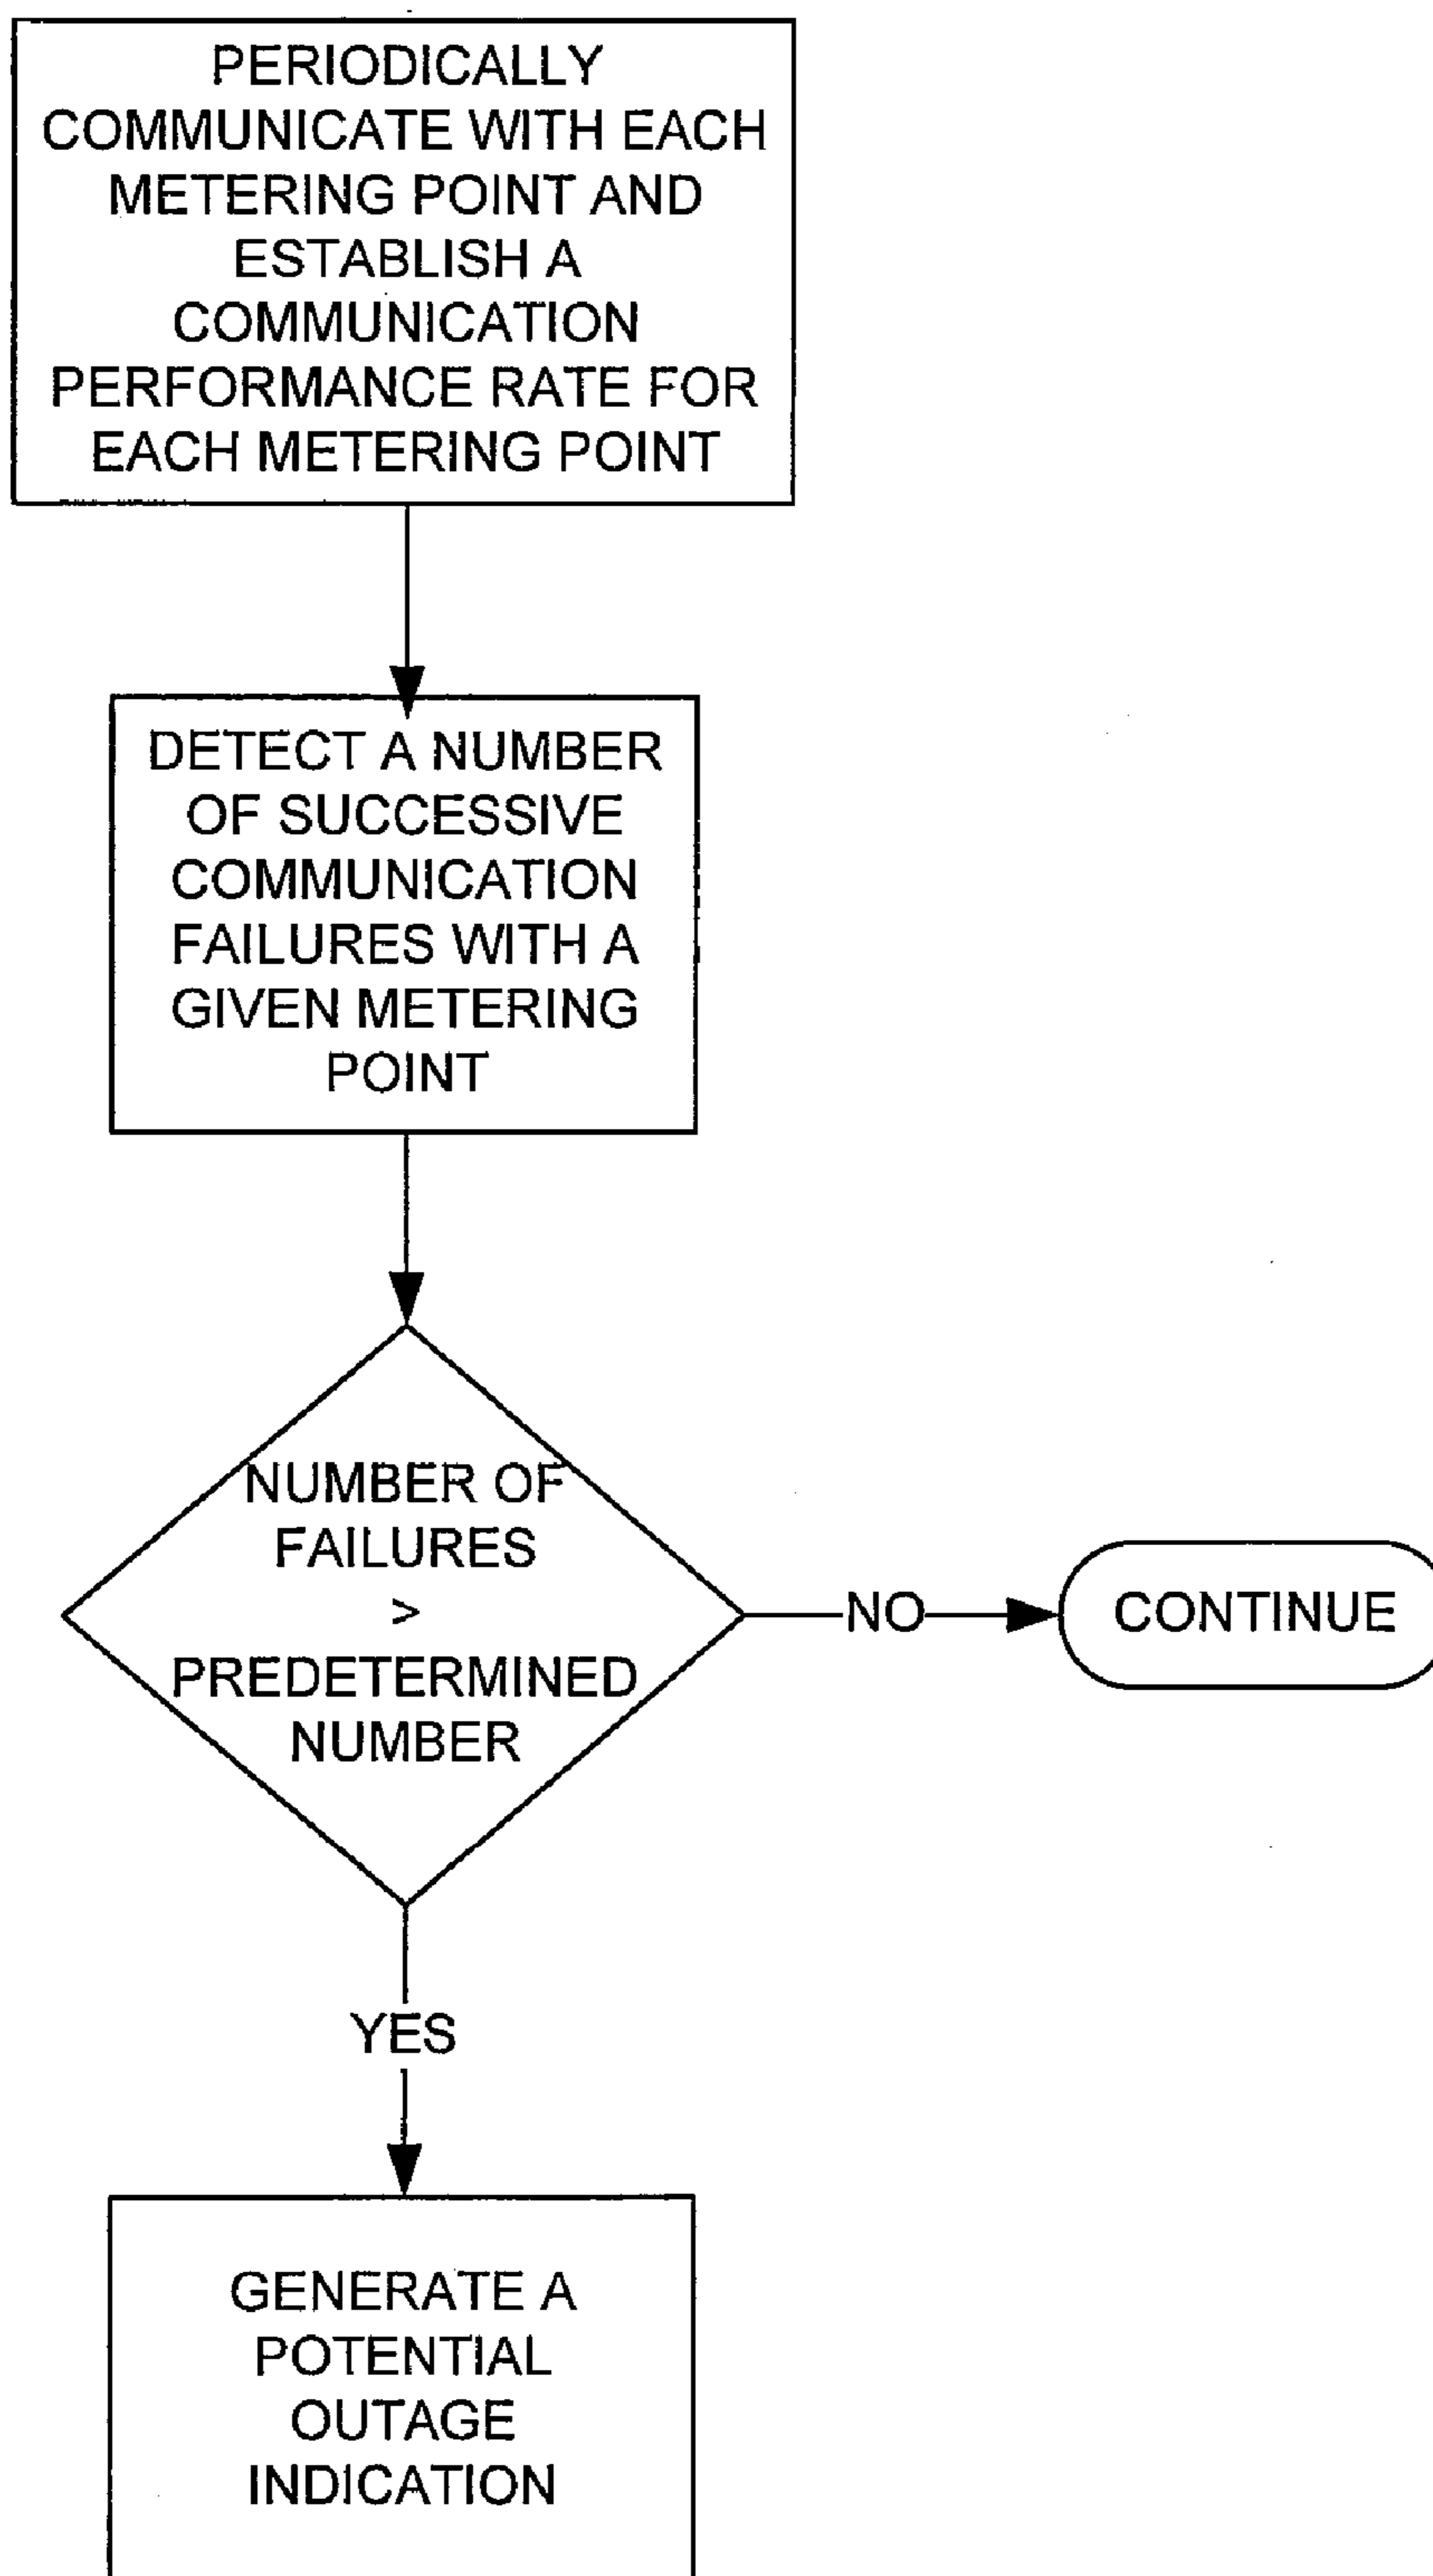 PERIODICALLY
COMMUNICATE WITH EACH
METERING POINT AND
ESTABLISH A
COMMUNICATION
PERFORMANCE RATE FOR
EACH METERING POINT
DETECT A NUMBER
OF SUCCESSIVE
COMMUNICATION
FAILURES WITH A
GIVEN METERING
POINT
NUMBER OF
FAILURES
>
PREDETERMINED
NUMBER
NO
CONTINUE
YES
GENERATE A
POTENTIAL
OUTAGE
INDICATION